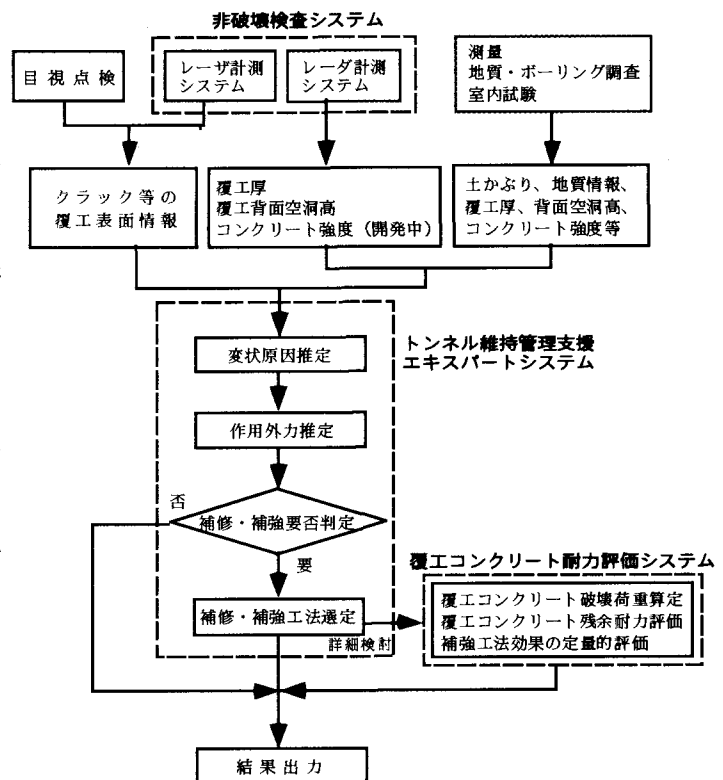 非破壊検査システム
目視点検
レーザ計測
システム
レーダ計測
システム
測量
地質・ボーリング調査
室内試験
クラック等の
覆工表面情報
覆工厚
覆工背面空洞高
コンクリート強度(開発中)
土かぶり、地質情報、
覆工厚、背面空洞高、
コンクリート強度等
トンネル維持管理支援
エキスパートシステム
変状原因推定
作用外力推定
否
補修・補強要否判定
要
覆工コンクリート耐力評価システム
補修・補強工法選定
詳細検討
覆工コンクリート破壊荷重算定
覆工コンクリート残余耐力評価
補強工法効果の定量的評価
結果出力